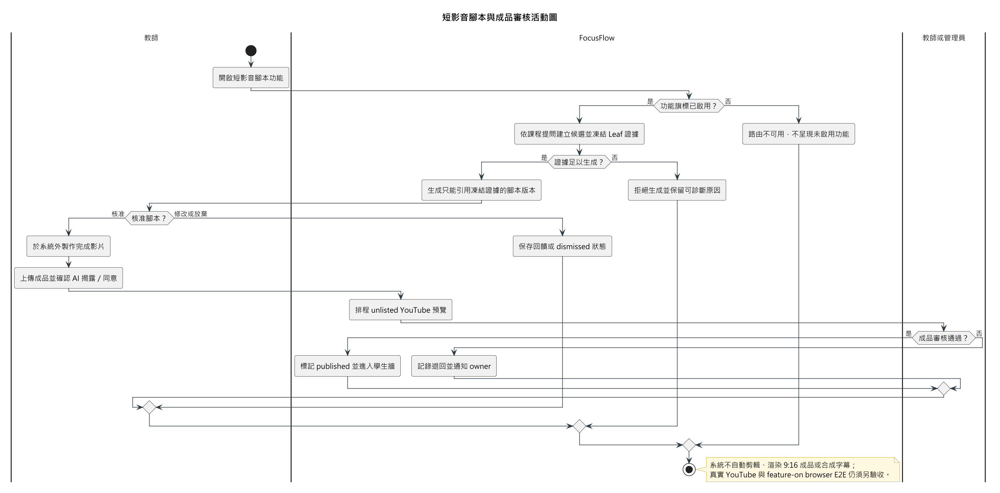 短影音腳本與成品審核活動圖
教師
FocusFlow
教師或管理員
開啟短影音腳本功能
是
功能旗標已啟用？
否
依課程提問建立候選並凍結 Leaf 證據
路由不可用，不呈現未啟用功能
是
證據足以生成？
否
生成只能引用凍結證據的腳本版本
拒絕生成並保留可診斷原因
核准
核准腳本？
修改或放棄
於系統外製作完成影片
保存回饋或 dismissed 狀態
上傳成品並確認 AI 揭露 / 同意
排程 unlisted YouTube 預覽
是
成品審核通過？
否
標記 published 並進入學生牆
記錄退回並通知 owner
系統不自動剪輯、渲染 9:16 成品或合成字幕；
真實 YouTube 與 feature-on browser E2E 仍須另驗收。